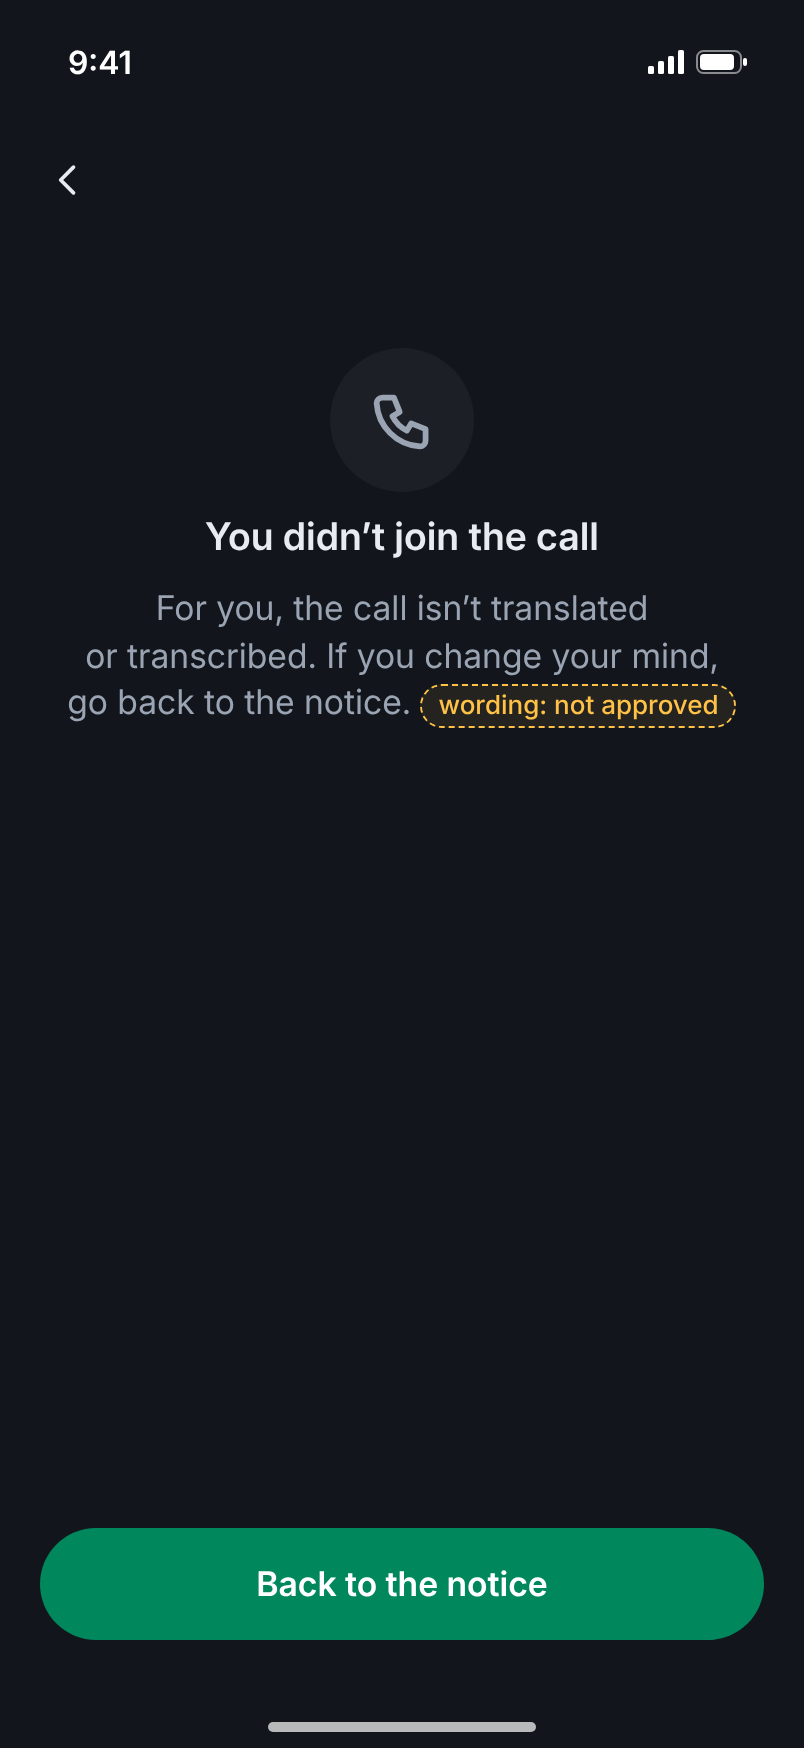 9:41
You didn’t join the call
For you, the call isn’t translated
or transcribed. If you change your mind,
go back to the notice. wording: not approved
Back to the notice